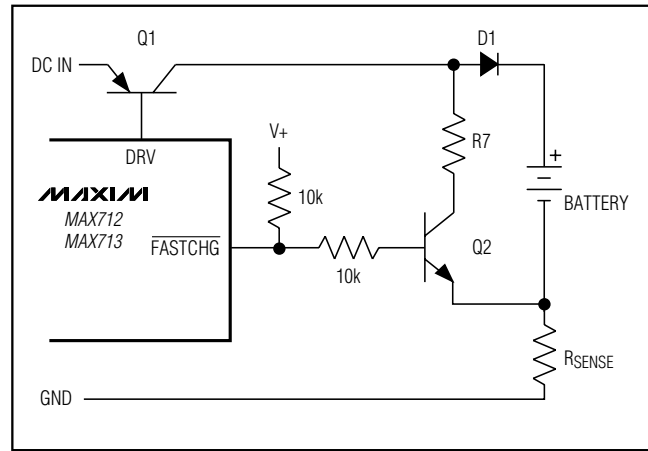 Q1
D1
DC IN
V+
R7
DRV
+
MAXIM
10k
BATTERY
MAX712
MAX713
FASTCHG
Q2
10k
RSENSE
GND